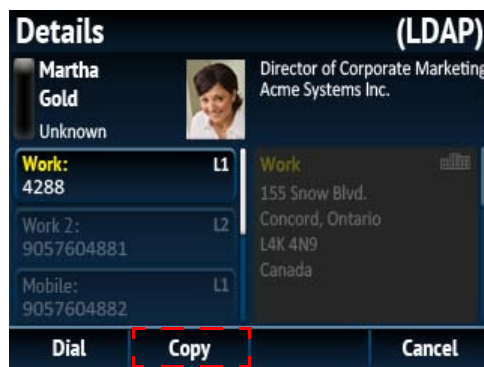 Details (LDAP)
Martha
Gold
Unknown
Director of Corporate Marketing
Acme Systems Inc.
Work: L1
4288
Work 2: L2
9057604881
Mobile: L1
9057604882
Work
155 Snow Blvd.
Concord, Ontario
L4K 4N9
Canada
Dial Copy Cancel